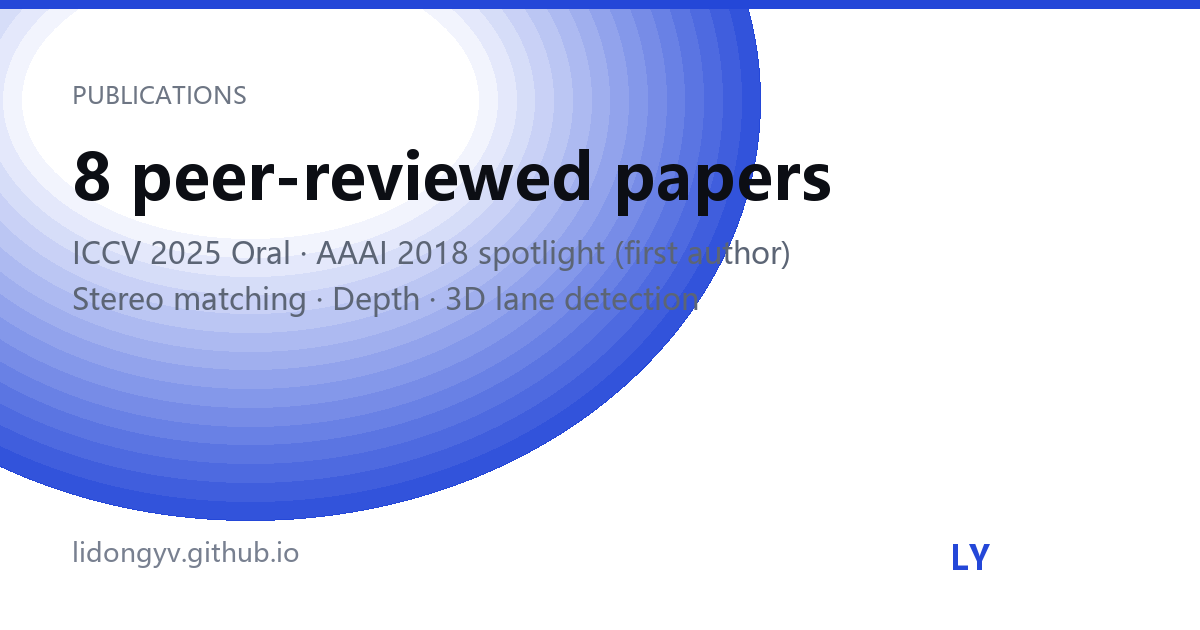 PUBLICATIONS
8 peer-reviewed papers
ICCV 2025 Oral · AAAI 2018 spotlight (first author)
Stereo matching · Depth · 3D lane detection
lidongyv.github.io
LY